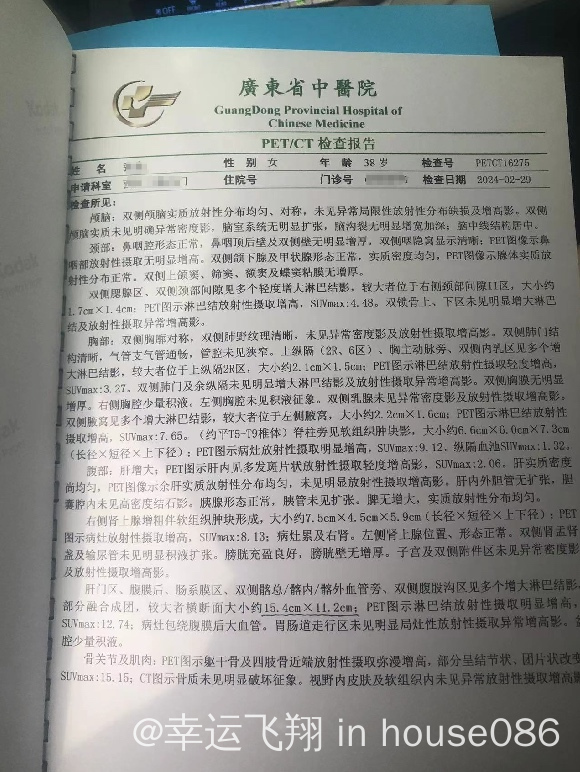 廣東省中醫院
GuangDong Provincial Hospital of
Chinese Medicine
PET/CT 检查报告
姓 名 性 别 女 年 龄 38 岁 检查号 PETCT16275
申请科室 住院号 门诊号 检查日期 2024-02-29
检查所见:
颅脑: 双侧颅脑实质放射性分布均匀、对称, 未见异常局限性放射性分布缺损及增高影。双侧
颅脑实质未见明确异常密度影, 脑室系统无明显扩张, 脑沟裂无明显增宽加深; 脑中线结构居中。
颈部: 鼻咽腔形态正常, 鼻咽顶后壁及双侧壁无明显增厚, 双侧咽隐窝显示清晰; PET图像示鼻
咽部放射性摄取无明显增高。双侧颌下腺及甲状腺形态正常, 实质密度均匀, PET图像示腺体实质放
射性分布正常。双侧上颌窦、筛窦、额窦及蝶窦粘膜无增厚。
双侧腮腺区、双侧颈部间隙见多个轻度增大淋巴结影, 较大者位于右侧颈部间隙II区, 大小约
1.7cm×1.4cm; PET图示淋巴结放射性摄取增高, SUVmax:4.48。双锁骨上、下区未见明显增大淋巴
结及放射性摄取异常增高影。
胸部: 双侧胸廓对称, 双侧肺野纹理清晰, 未见异常密度影及放射性摄取增高影。双侧肺门结
构清晰, 气管支气管通畅, 管腔未见狭窄。上纵隔 (2R、6区)、胸主动脉旁、双侧内乳区见多个增
大淋巴结影, 较大者位于上纵隔2R区, 大小约2.1cm×1.5cm; PET图示淋巴结放射性摄取轻度增高,
SUVmax:3.27。双侧肺门及余纵隔未见明显增大淋巴结影及放射性摄取异常增高影。双侧胸膜无明显
增厚。右侧胸腔少量积液, 左侧胸腔未见积液征象。双侧乳腺未见异常密度影及放射性摄取增高影。
双侧腋窝见多个增大淋巴结影, 较大者位于左侧腋窝, 大小约2.2cm×1.6cm; PET图示淋巴结放射性
摄取增高, SUVmax:7.65。(约平T5-T9椎体) 脊柱旁见软组织肿块影, 大小约6.6cm×8.0cm×7.3cm
(长径×短径×上下径); PET图示病灶放射性摄取明显增高, SUVmax:9.12, 纵隔血池SUVmax:1.32。
腹部: 肝增大; PET图示肝内见多发斑片状放射性摄取轻度增高影, SUVmax:2.06。肝实质密度
尚均匀, PET图像示余肝实质放射性分布均匀, 未见明显放射性摄取增高影。肝内外胆管无扩张, 胆
囊腔内未见高密度结石影。胰腺形态正常, 胰管未见扩张。脾无增大, 实质放射性分布均匀。
右侧肾上腺增粗伴软组织肿块形成, 大小约7.5cm×4.5cm×5.9cm (长径×短径×上下径); PET
图示病灶放射性摄取增高, SUVmax:8.13; 病灶累及右肾。左侧肾上腺位置、形态正常。双侧肾盂肾
盏及输尿管未见明显积液扩张。膀胱充盈良好, 膀胱壁无增厚。子宫及双侧附件区未见异常密度影
及放射性摄取增高影。
肝门区、腹膜后、肠系膜区、双侧髂总/髂内/髂外血管旁、双侧腹股沟区见多个增大淋巴结影,
部分融合成团, 较大者横断面大小约15.4cm×11.2cm; PET图示淋巴结放射性摄取明显增高,
SUVmax:12.74; 病灶包绕腹膜后大血管。胃肠道走行区未见明显局灶性放射性摄取增高影。
腔少量积液。
骨关节及肌肉: PET图示躯干骨及四肢骨近端放射性摄取弥漫增高, 部分呈结节状、团片状改变
SUVmax:15.15; CT图示骨质未见明显破坏征象。视野内皮肤及软组织内未见异常放射性摄取增高
@幸运飞翔 in house086